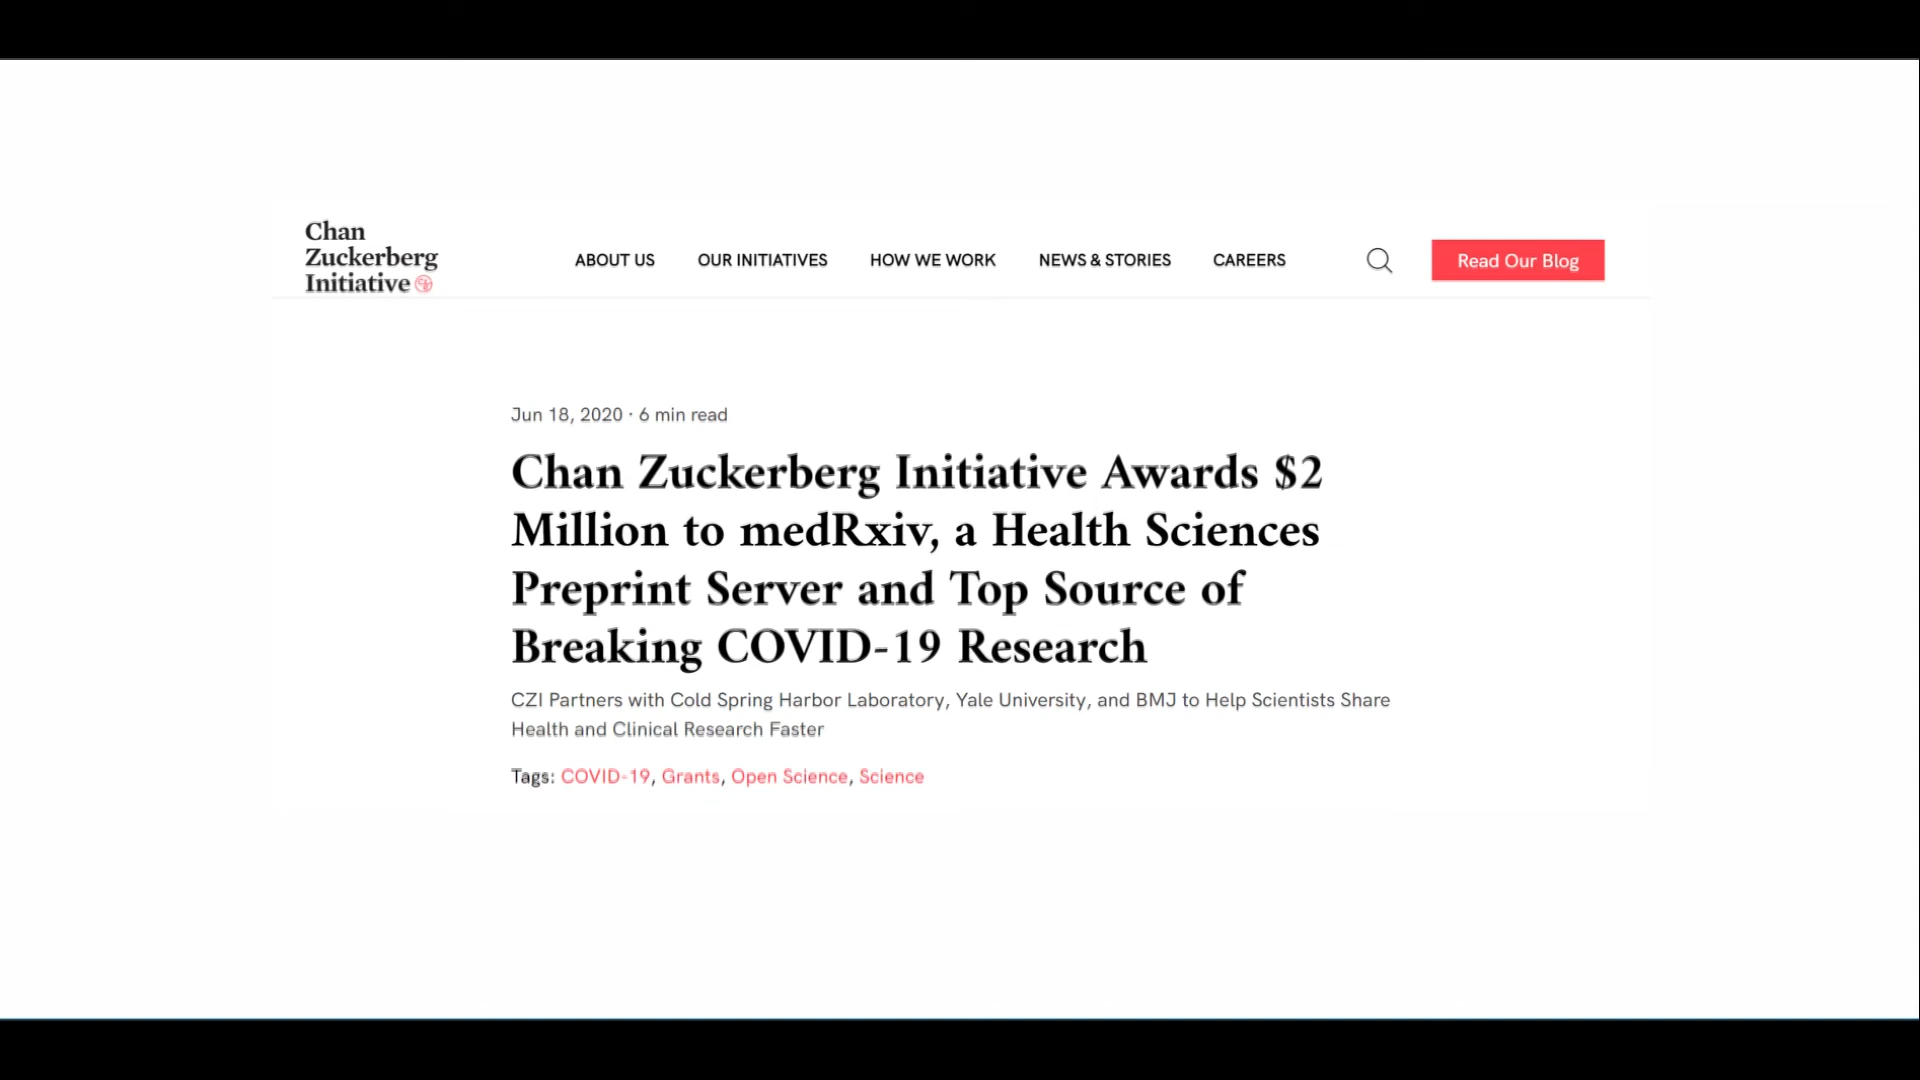 Chan
Zuckerberg
Initiative
ABOUT US
OUR INITIATIVES
HOW WE WORK
NEWS & STORIES
CAREERS
Read Our Blog
Jun 18, 2020 · 6 min read
Chan Zuckerberg Initiative Awards $2
Million to medRxiv, a Health Sciences
Preprint Server and Top Source of
Breaking COVID-19 Research
CZI Partners with Cold Spring Harbor Laboratory, Yale University, and BMJ to Help Scientists Share
Health and Clinical Research Faster
Tags: COVID-19, Grants, Open Science, Science